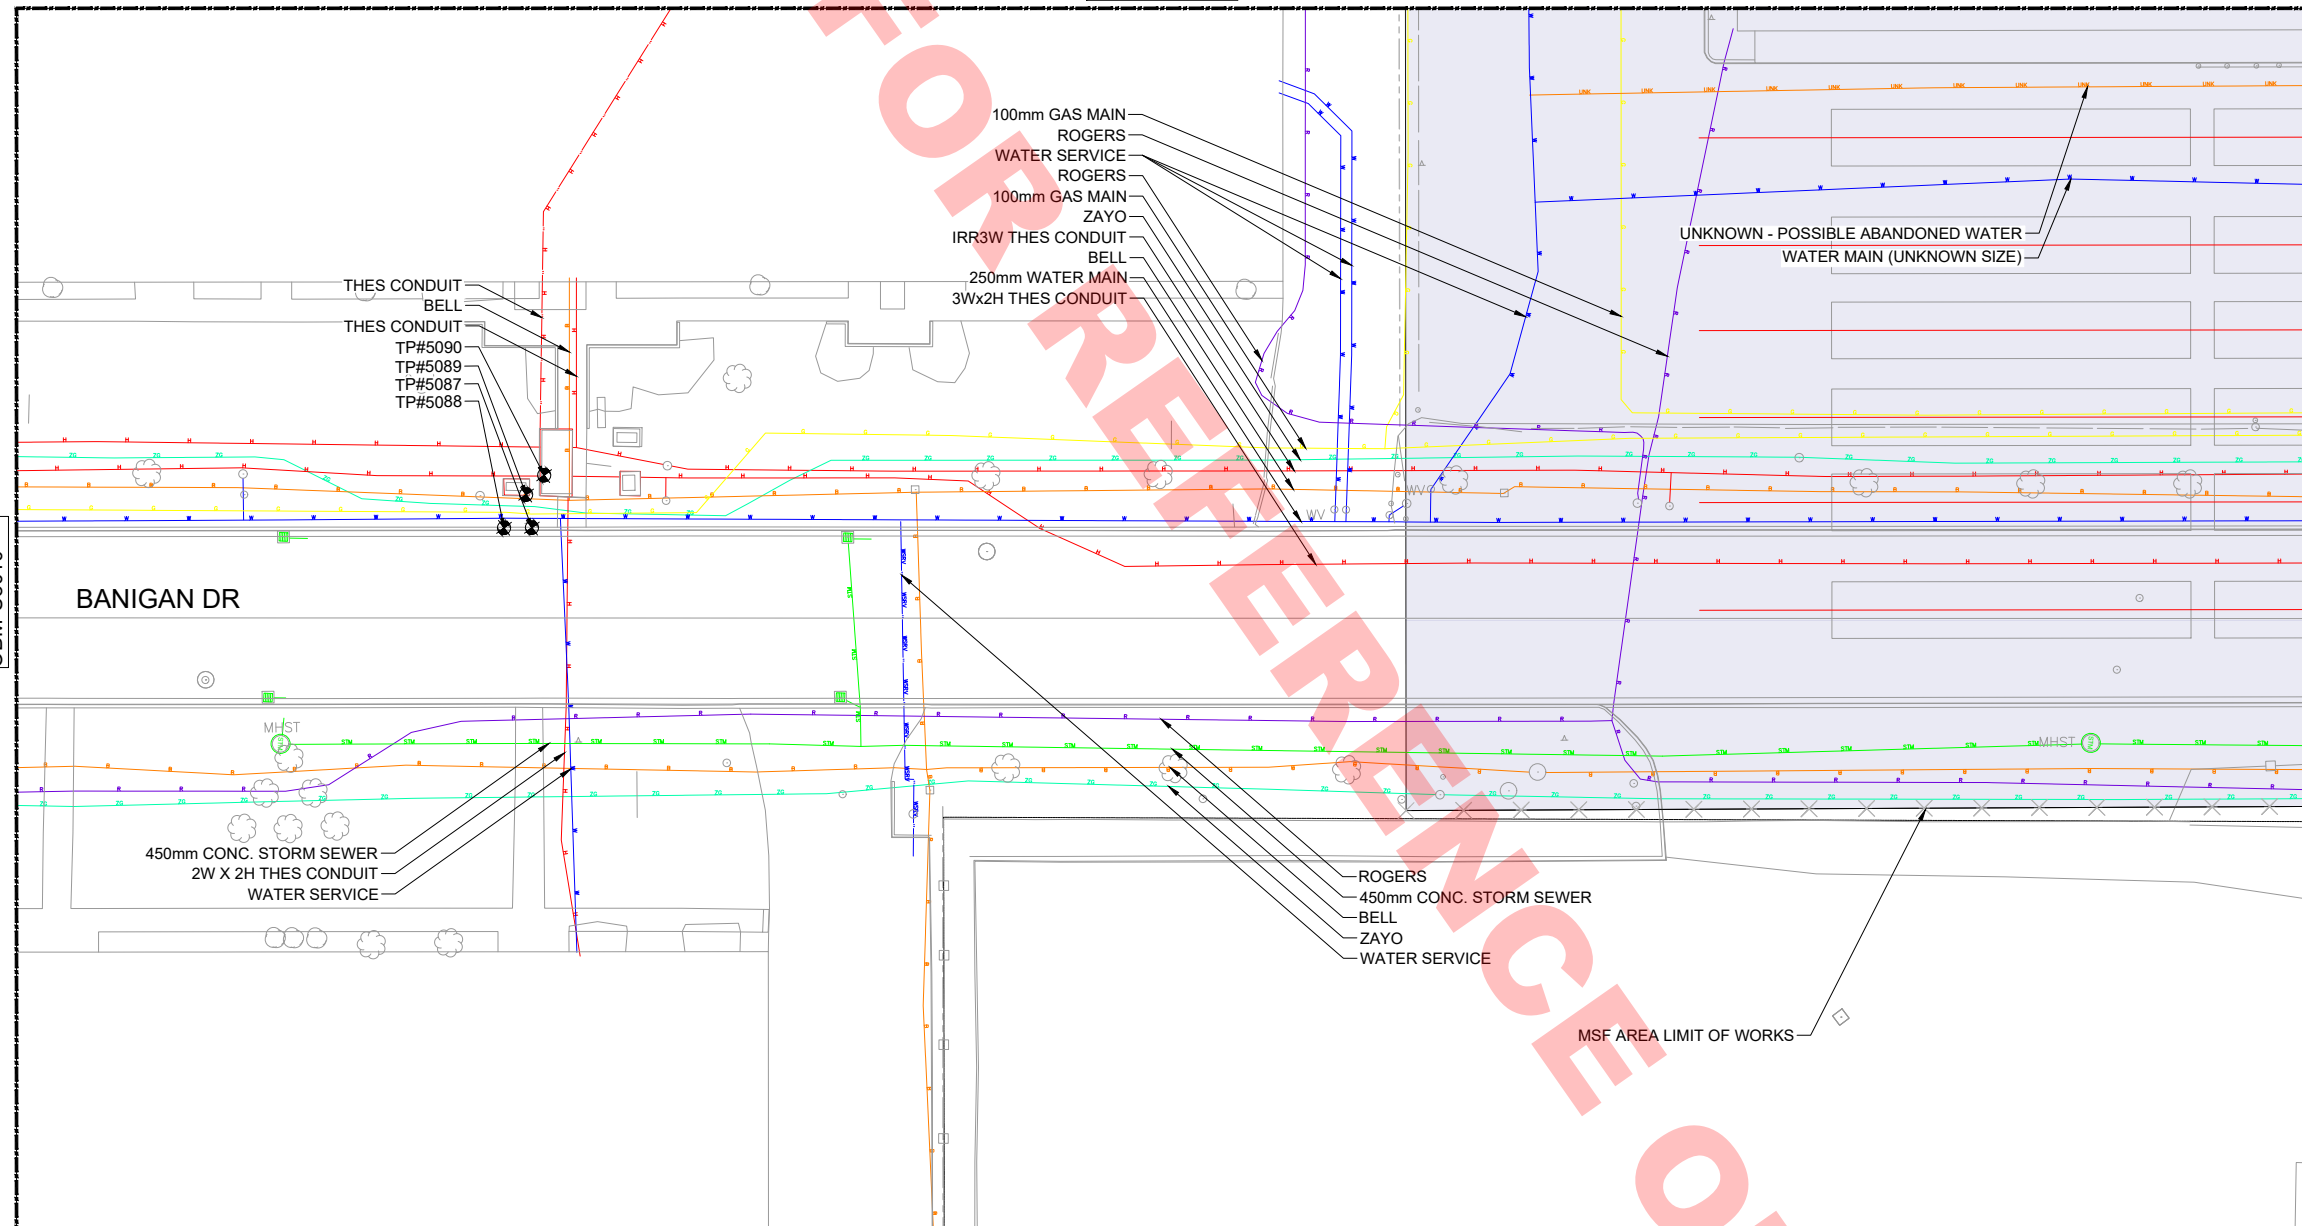 100mm GAS MAIN
ROGERS
WATER SERVICE
ROGERS
100mm GAS MAIN
ZAYO
IRR3W THES CONDUIT
BELL
250mm WATER MAIN
3Wx2H THES CONDUIT
UNKNOWN - POSSIBLE ABANDONED WATER
WATER MAIN (UNKNOWN SIZE)
THES CONDUIT
BELL
THES CONDUIT
TP#5090
TP#5089
TP#5087
TP#5088
WV
WV
BANIGAN DR
MHST
MHST
450mm CONC. STORM SEWER
2W X 2H THES CONDUIT
WATER SERVICE
ROGERS
450mm CONC. STORM SEWER
BELL
ZAYO
WATER SERVICE
MSF AREA LIMIT OF WORKS
FOR REFERENCE